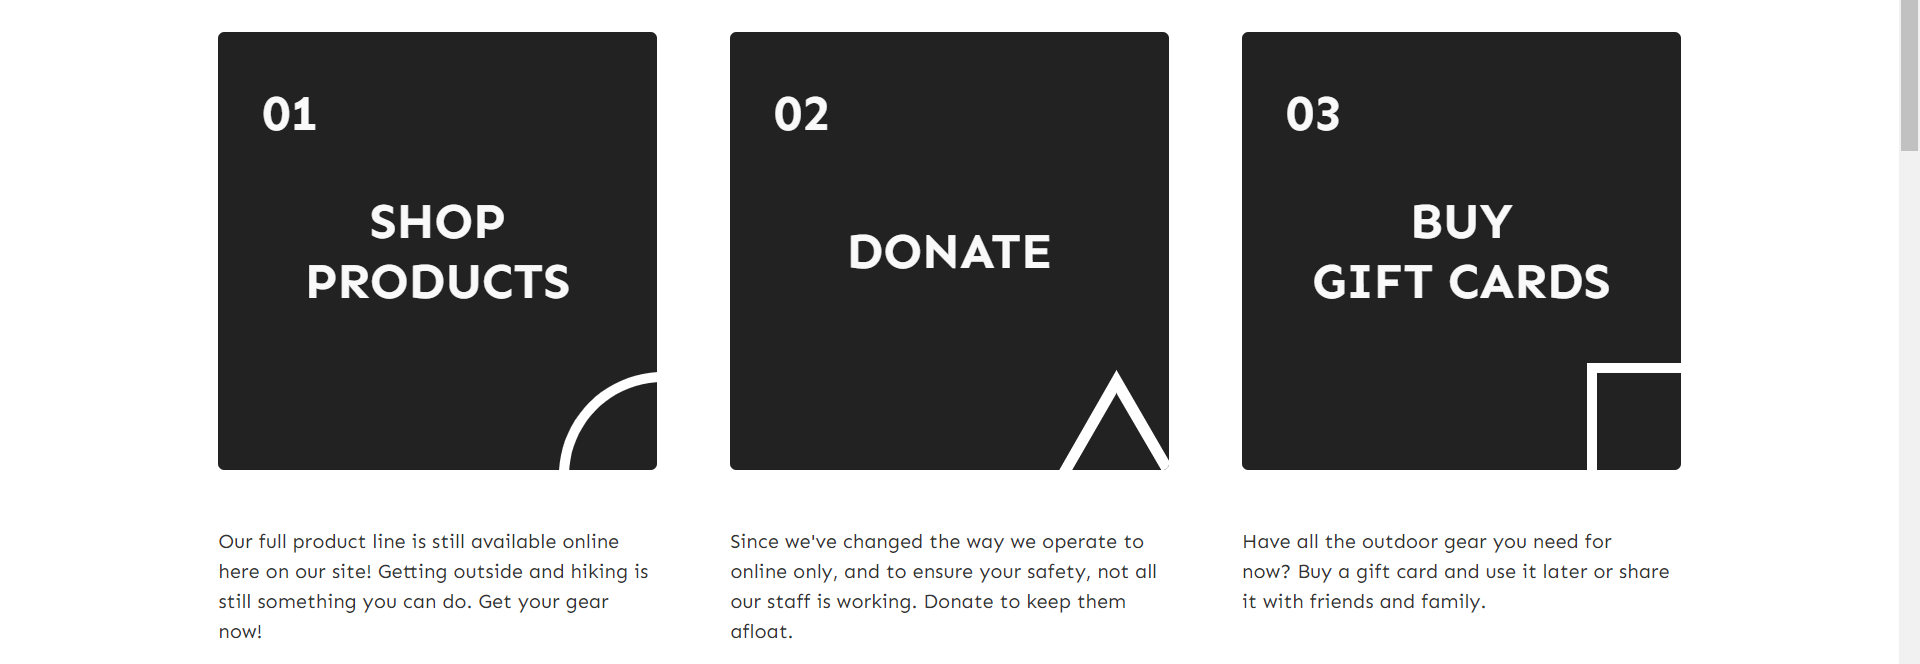 01
SHOP
PRODUCTS
Our full product line is still available online
here on our site! Getting outside and hiking is
still something you can do. Get your gear
now!
02
DONATE
Since we've changed the way we operate to
online only, and to ensure your safety, not all
our staff is working. Donate to keep them
afloat.
03
BUY
GIFT CARDS
Have all the outdoor gear you need for
now? Buy a gift card and use it later or share
it with friends and family.